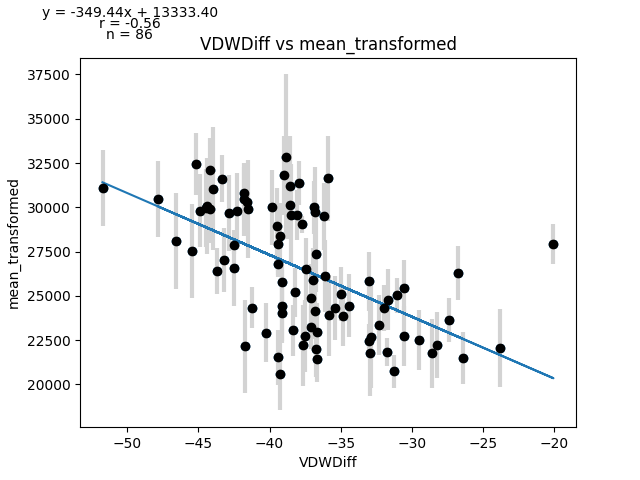 y = -349.44x + 13333.40
r = -0.56
n = 86
VDWDiff vs mean_transformed
37500
35000
32500
30000
27500
25000
22500
20000
mean_transformed
−50 −45 −40 −35 −30 −25 −20
VDWDiff